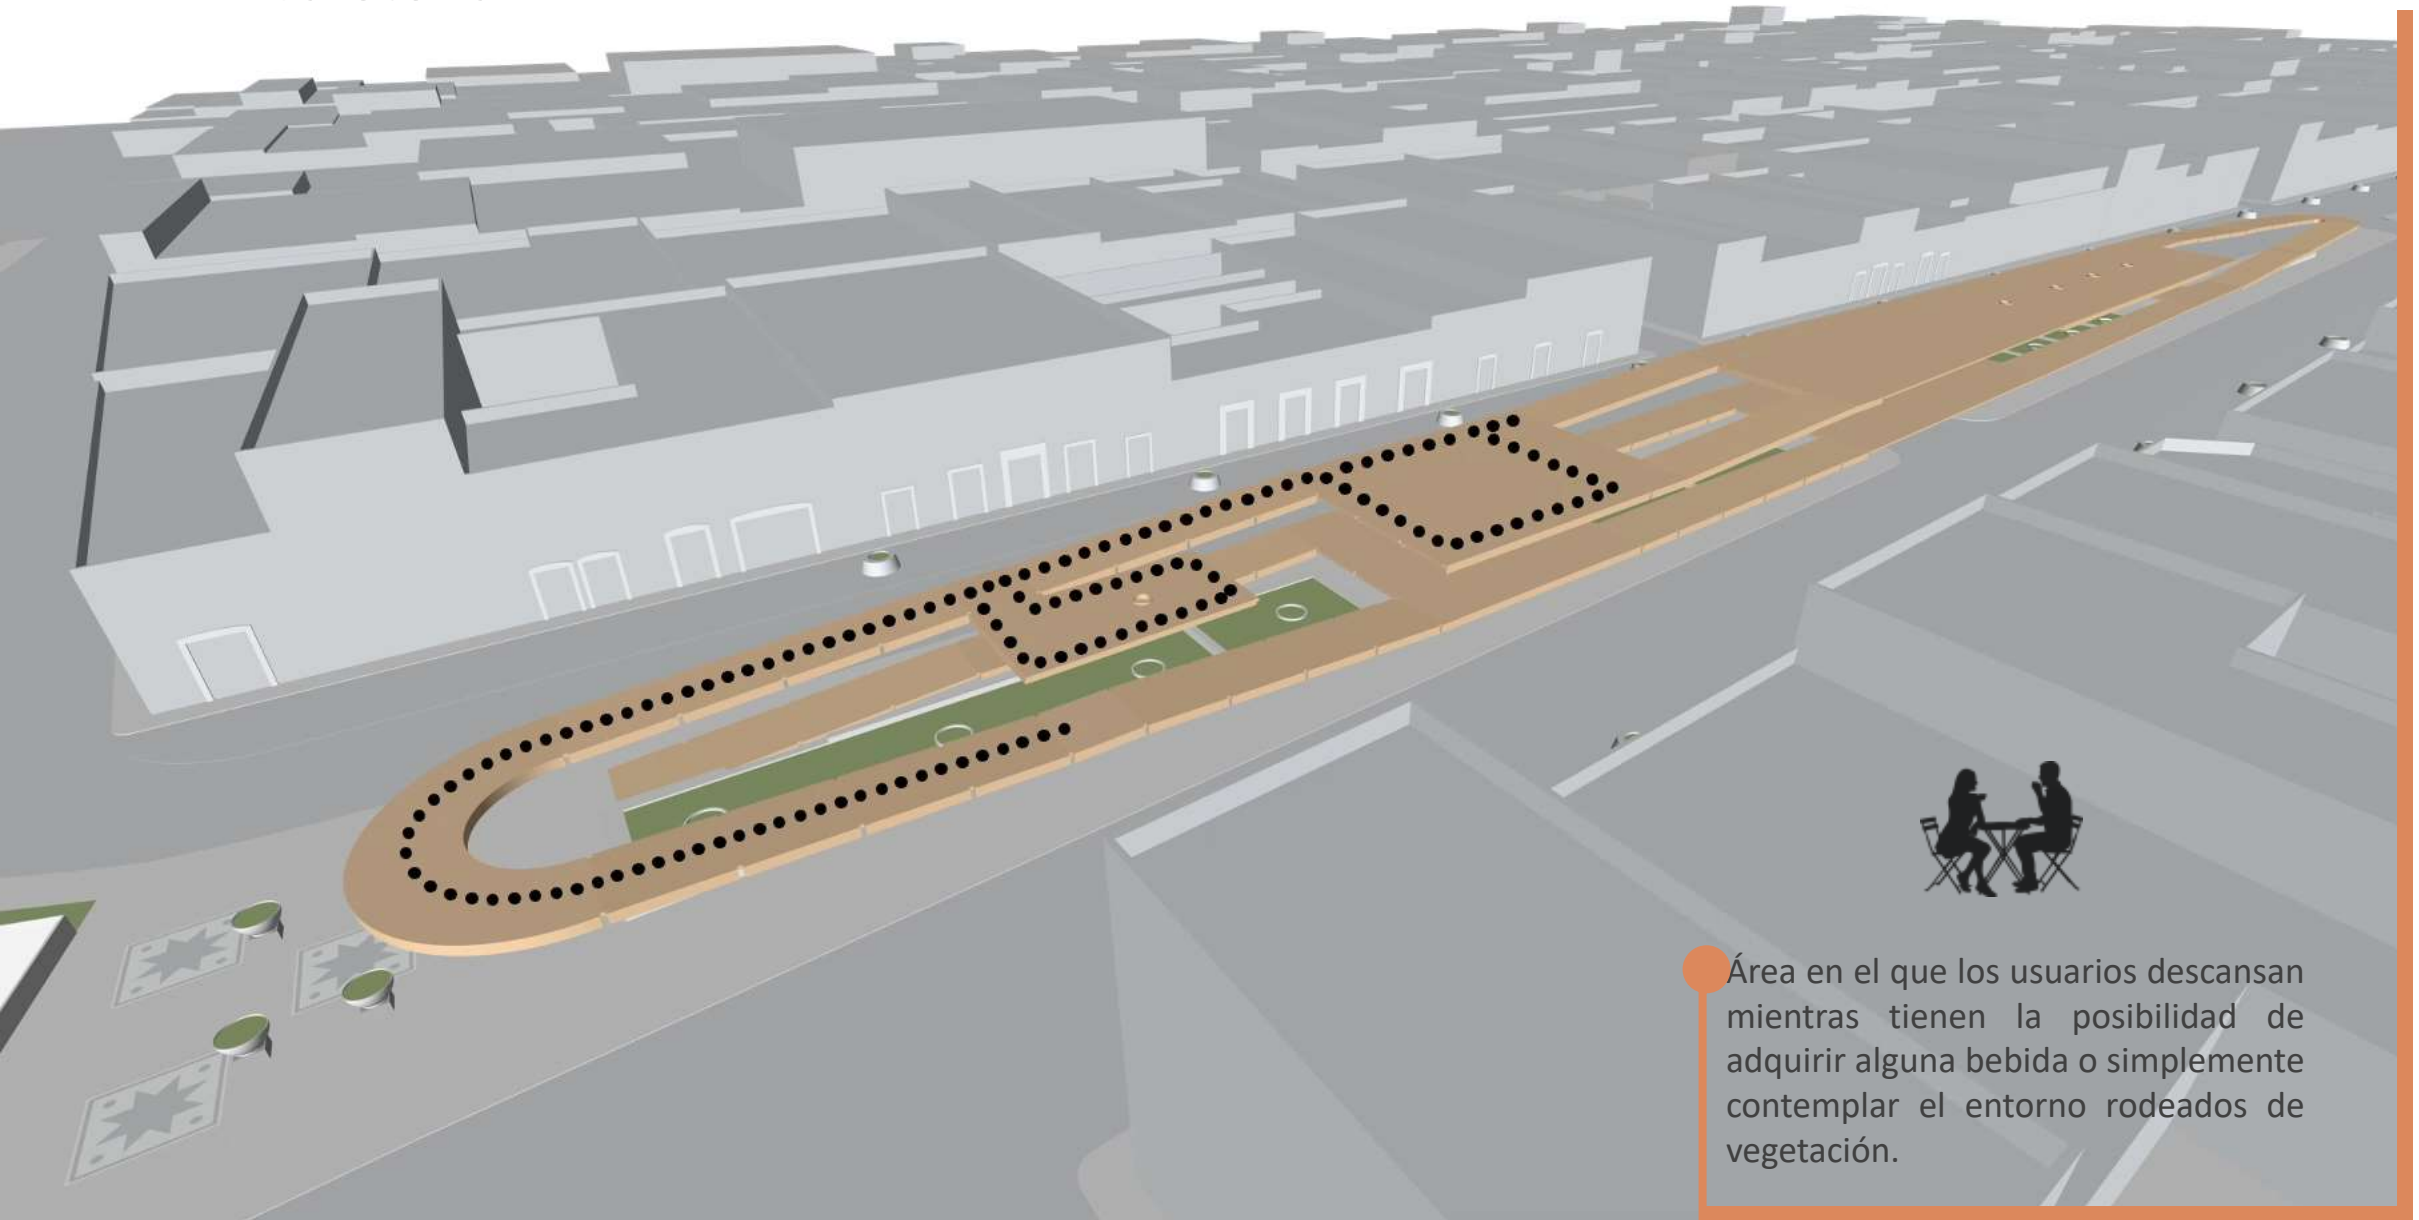 Área en el que los usuarios descansan
mientras tienen la posibilidad de
adquirir alguna bebida o simplemente
contemplar el entorno rodeados de
vegetación.